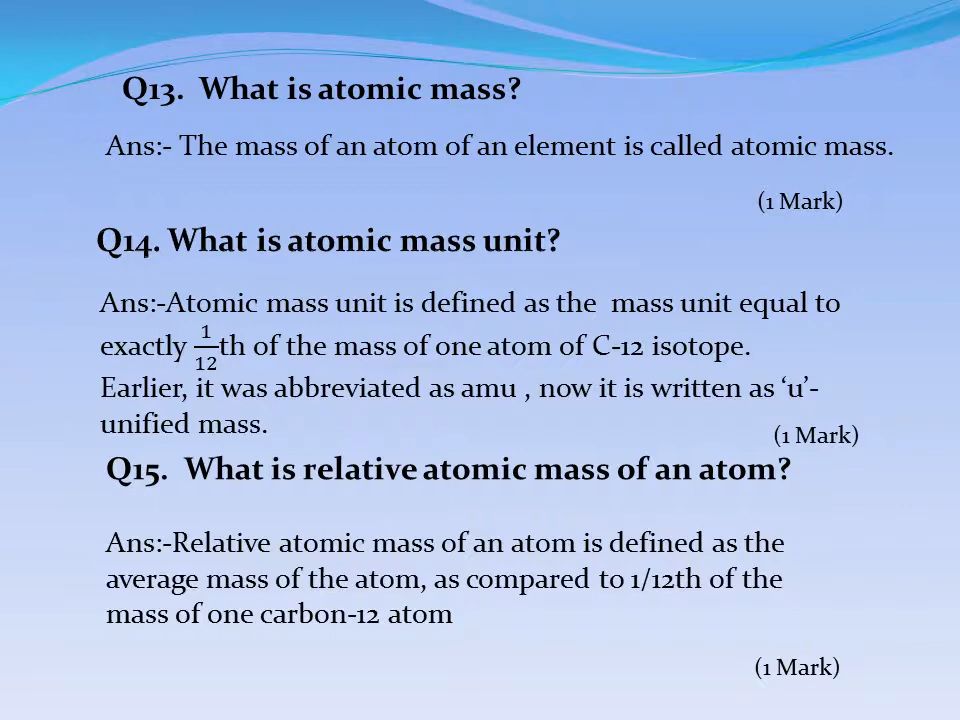 Q13.  What is atomic mass?
Ans:- The mass of an atom of an element is called atomic mass.
(1 Mark)
Q14. What is atomic mass unit?
Ans:-Atomic mass unit is defined as the  mass unit equal to
exactly 1/12th of the mass of one atom of C-12 isotope.
Earlier, it was abbreviated as amu , now it is written as ‘u’-
unified mass.
(1 Mark)
Q15.  What is relative atomic mass of an atom?
Ans:-Relative atomic mass of an atom is defined as the
average mass of the atom, as compared to 1/12th of the
mass of one carbon-12 atom
(1 Mark)